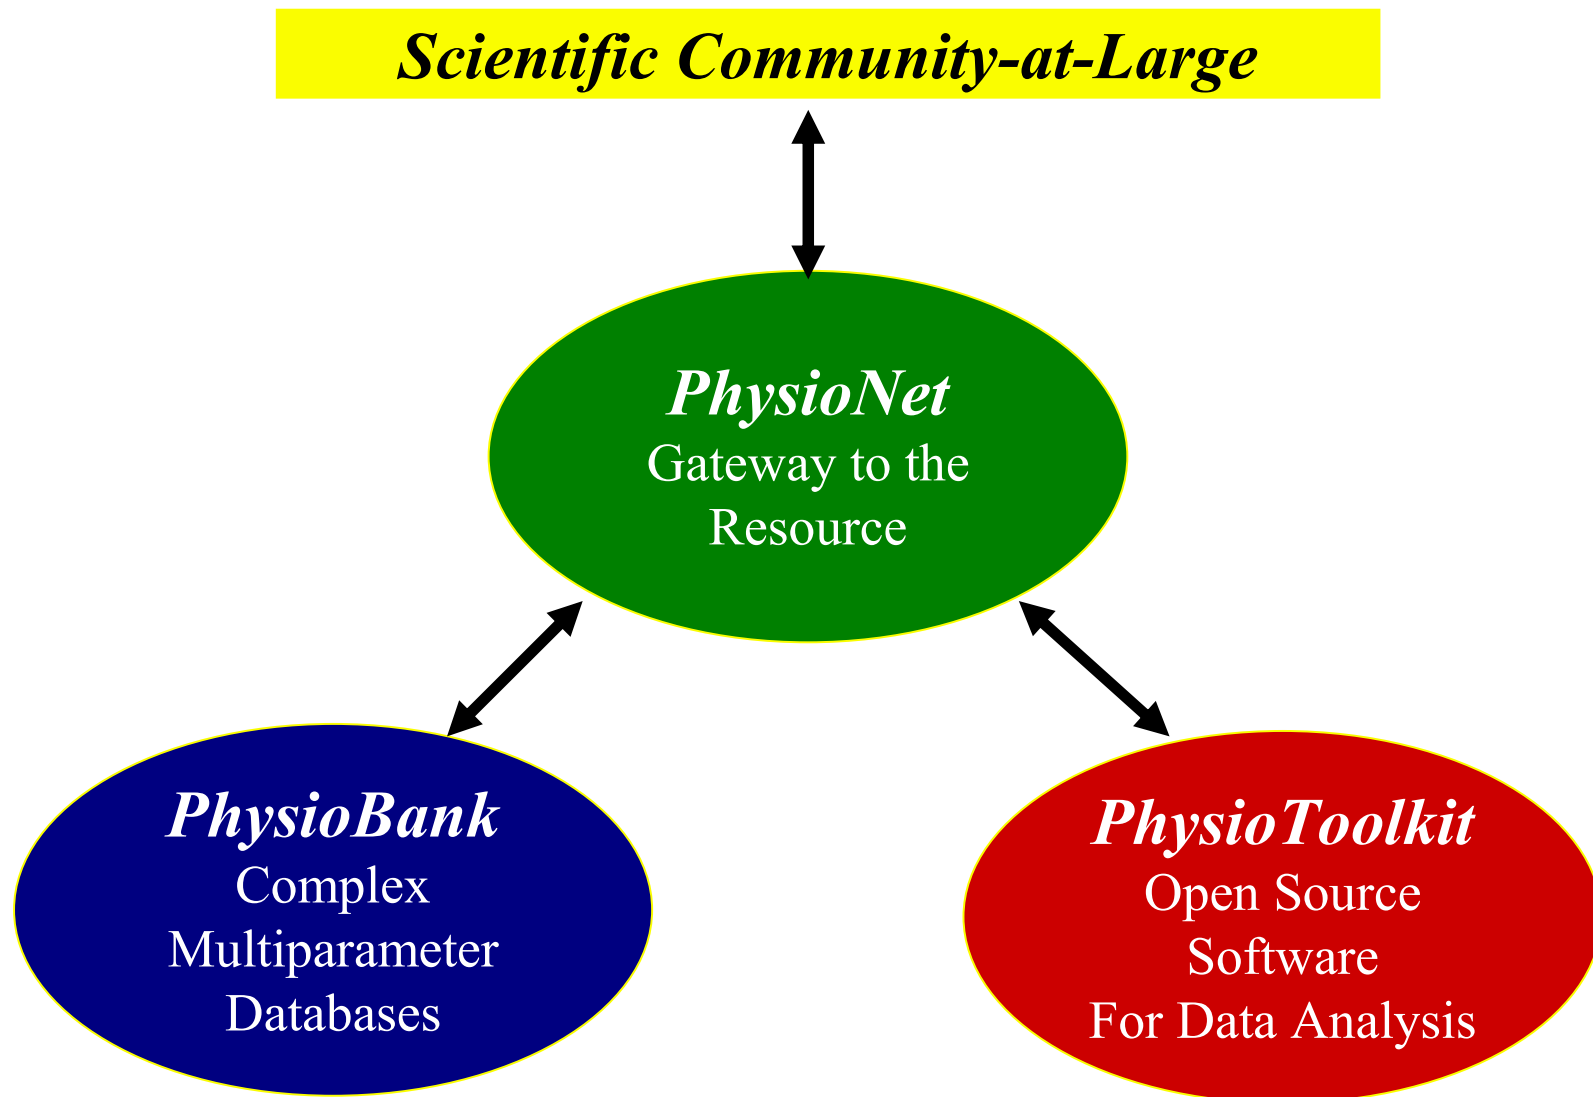 Scientific Community-at-Large
PhysioNet
Gateway to the
Resource
PhysioBank
Complex
Multiparameter
Databases
PhysioToolkit
Open Source
Software
For Data Analysis